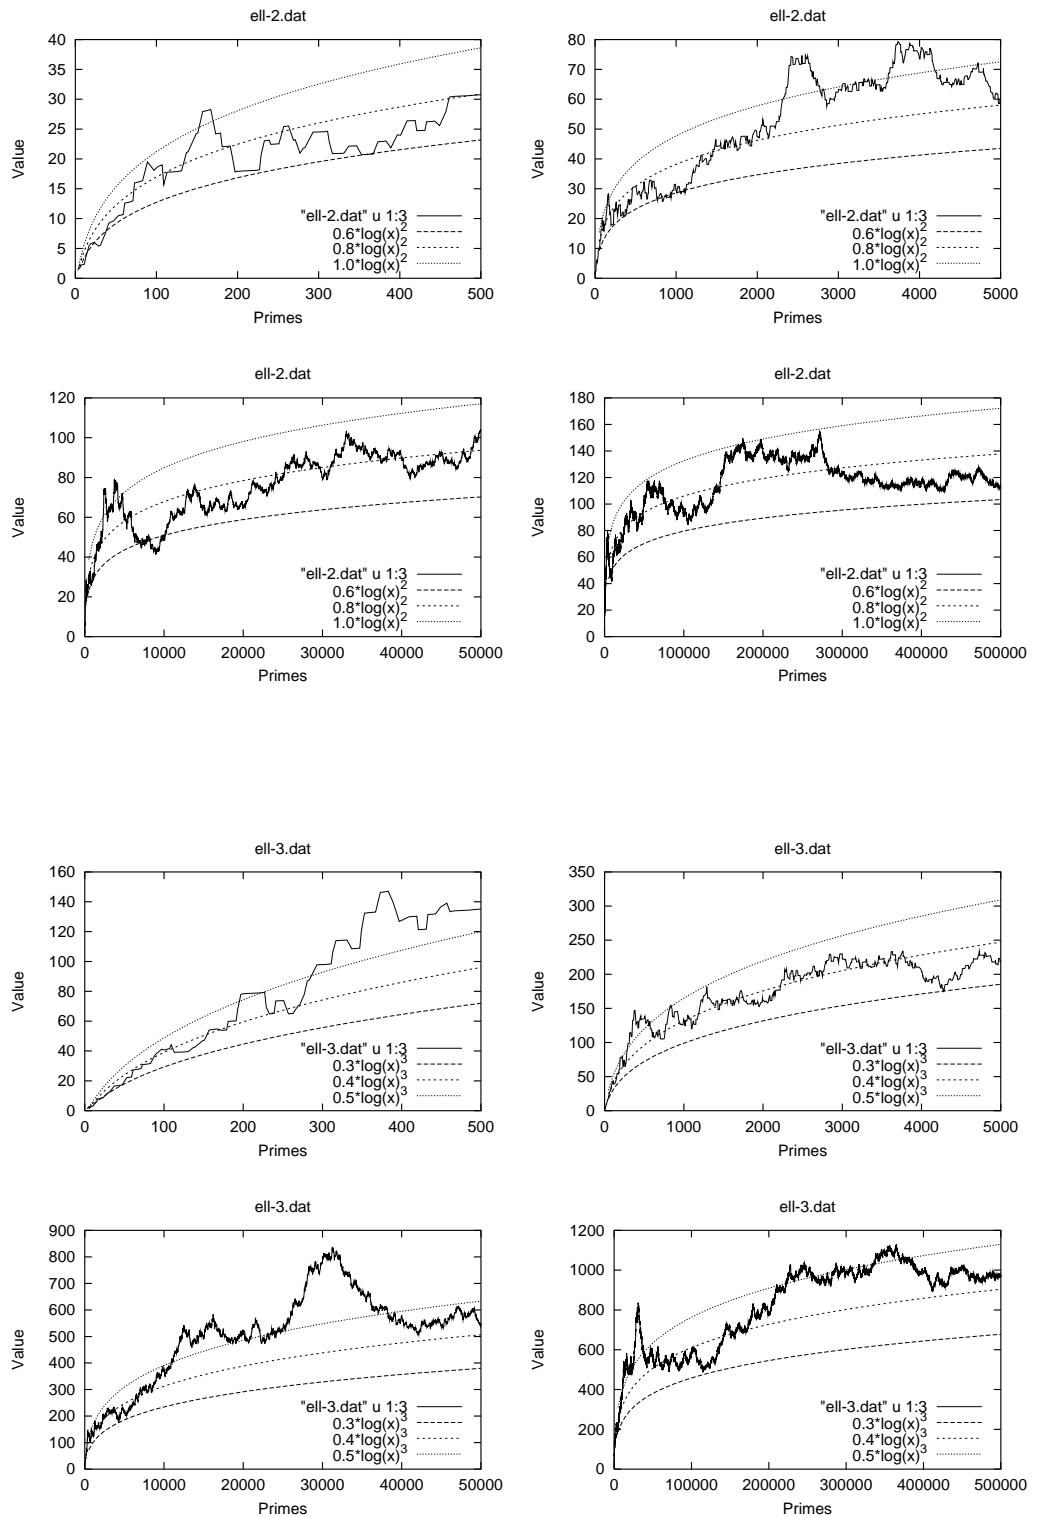 ell-2.dat
Value
40
35
30
25
20
15
10
5
0
"ell-2.dat" u 1:3
0.6*log(x)^2
0.8*log(x)^2
1.0*log(x)^2
0 100 200 300 400 500
Primes
ell-2.dat
Value
80
70
60
50
40
30
20
10
0
"ell-2.dat" u 1:3
0.6*log(x)^2
0.8*log(x)^2
1.0*log(x)^2
0 1000 2000 3000 4000 5000
Primes
ell-2.dat
Value
120
100
80
60
40
20
0
"ell-2.dat" u 1:3
0.6*log(x)^2
0.8*log(x)^2
1.0*log(x)^2
0 10000 20000 30000 40000 50000
Primes
ell-2.dat
Value
180
160
140
120
100
80
60
40
20
0
"ell-2.dat" u 1:3
0.6*log(x)^2
0.8*log(x)^2
1.0*log(x)^2
0 100000 200000 300000 400000 500000
Primes
ell-3.dat
Value
160
140
120
100
80
60
40
20
0
"ell-3.dat" u 1:3
0.3*log(x)^3
0.4*log(x)^3
0.5*log(x)^3
0 100 200 300 400 500
Primes
ell-3.dat
Value
350
300
250
200
150
100
50
0
"ell-3.dat" u 1:3
0.3*log(x)^3
0.4*log(x)^3
0.5*log(x)^3
0 1000 2000 3000 4000 5000
Primes
ell-3.dat
Value
900
800
700
600
500
400
300
200
100
0
"ell-3.dat" u 1:3
0.3*log(x)^3
0.4*log(x)^3
0.5*log(x)^3
0 10000 20000 30000 40000 50000
Primes
ell-3.dat
Value
1200
1000
800
600
400
200
0
"ell-3.dat" u 1:3
0.3*log(x)^3
0.4*log(x)^3
0.5*log(x)^3
0 100000 200000 300000 400000 500000
Primes